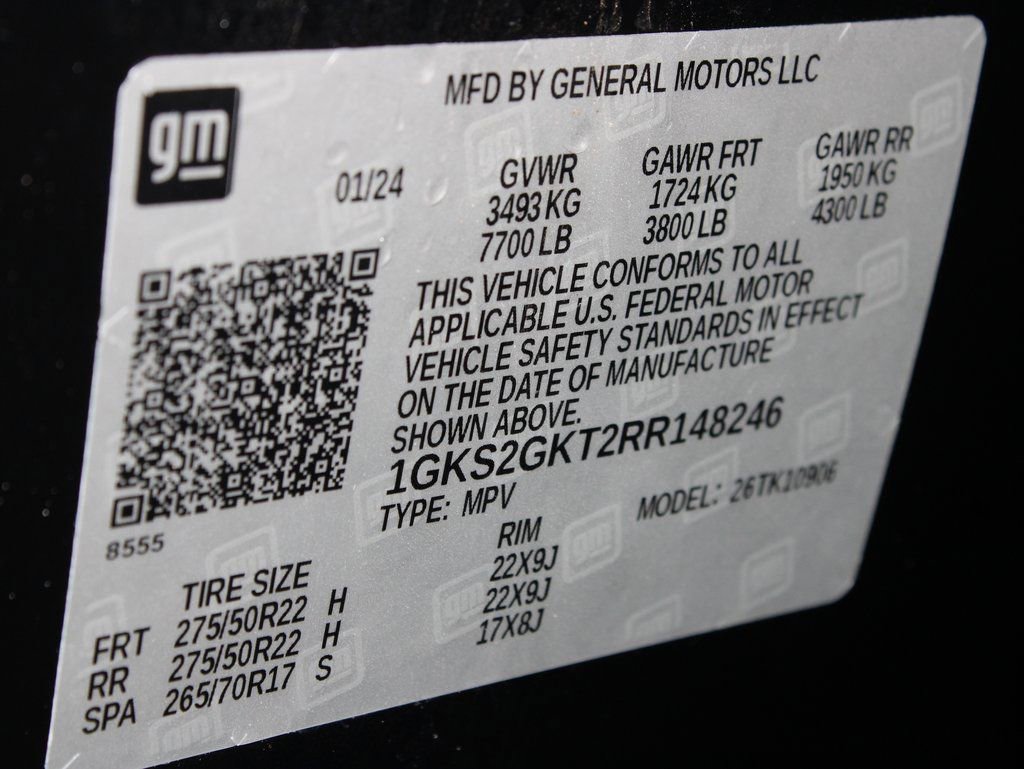 gm
MFD BY GENERAL MOTORS LLC
01/24
GVWR
3493 KG
7700 LB
GAWR FRT
1724 KG
3800 LB
GAWR RR
1950 KG
4300 LB
THIS VEHICLE CONFORMS TO ALL
APPLICABLE U.S. FEDERAL MOTOR
VEHICLE SAFETY STANDARDS IN EFFECT
ON THE DATE OF MANUFACTURE
SHOWN ABOVE.
1GKS2GKT2RR148246
TYPE: MPV MODEL: 26TK10906
8555
TIRE SIZE RIM
FRT 275/50R22 H 22X9J
RR 275/50R22 H 22X9J
SPA 265/70R17 S 17X8J